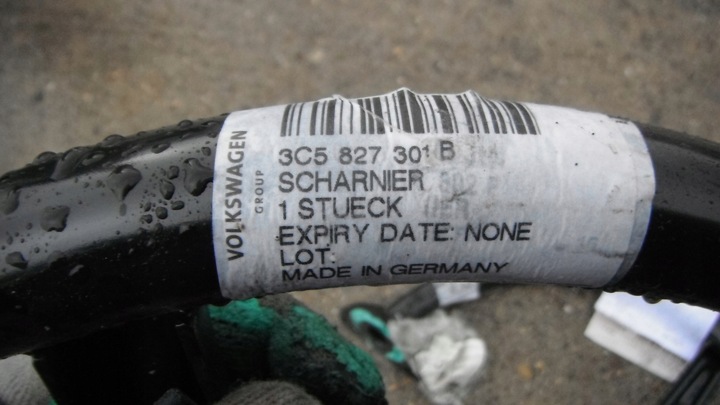 VOLKSWAGEN
GROUP
3C5 827 301 B
SCHARNIER
1 STUECK
EXPIRY DATE: NONE
LOT:
MADE IN GERMANY